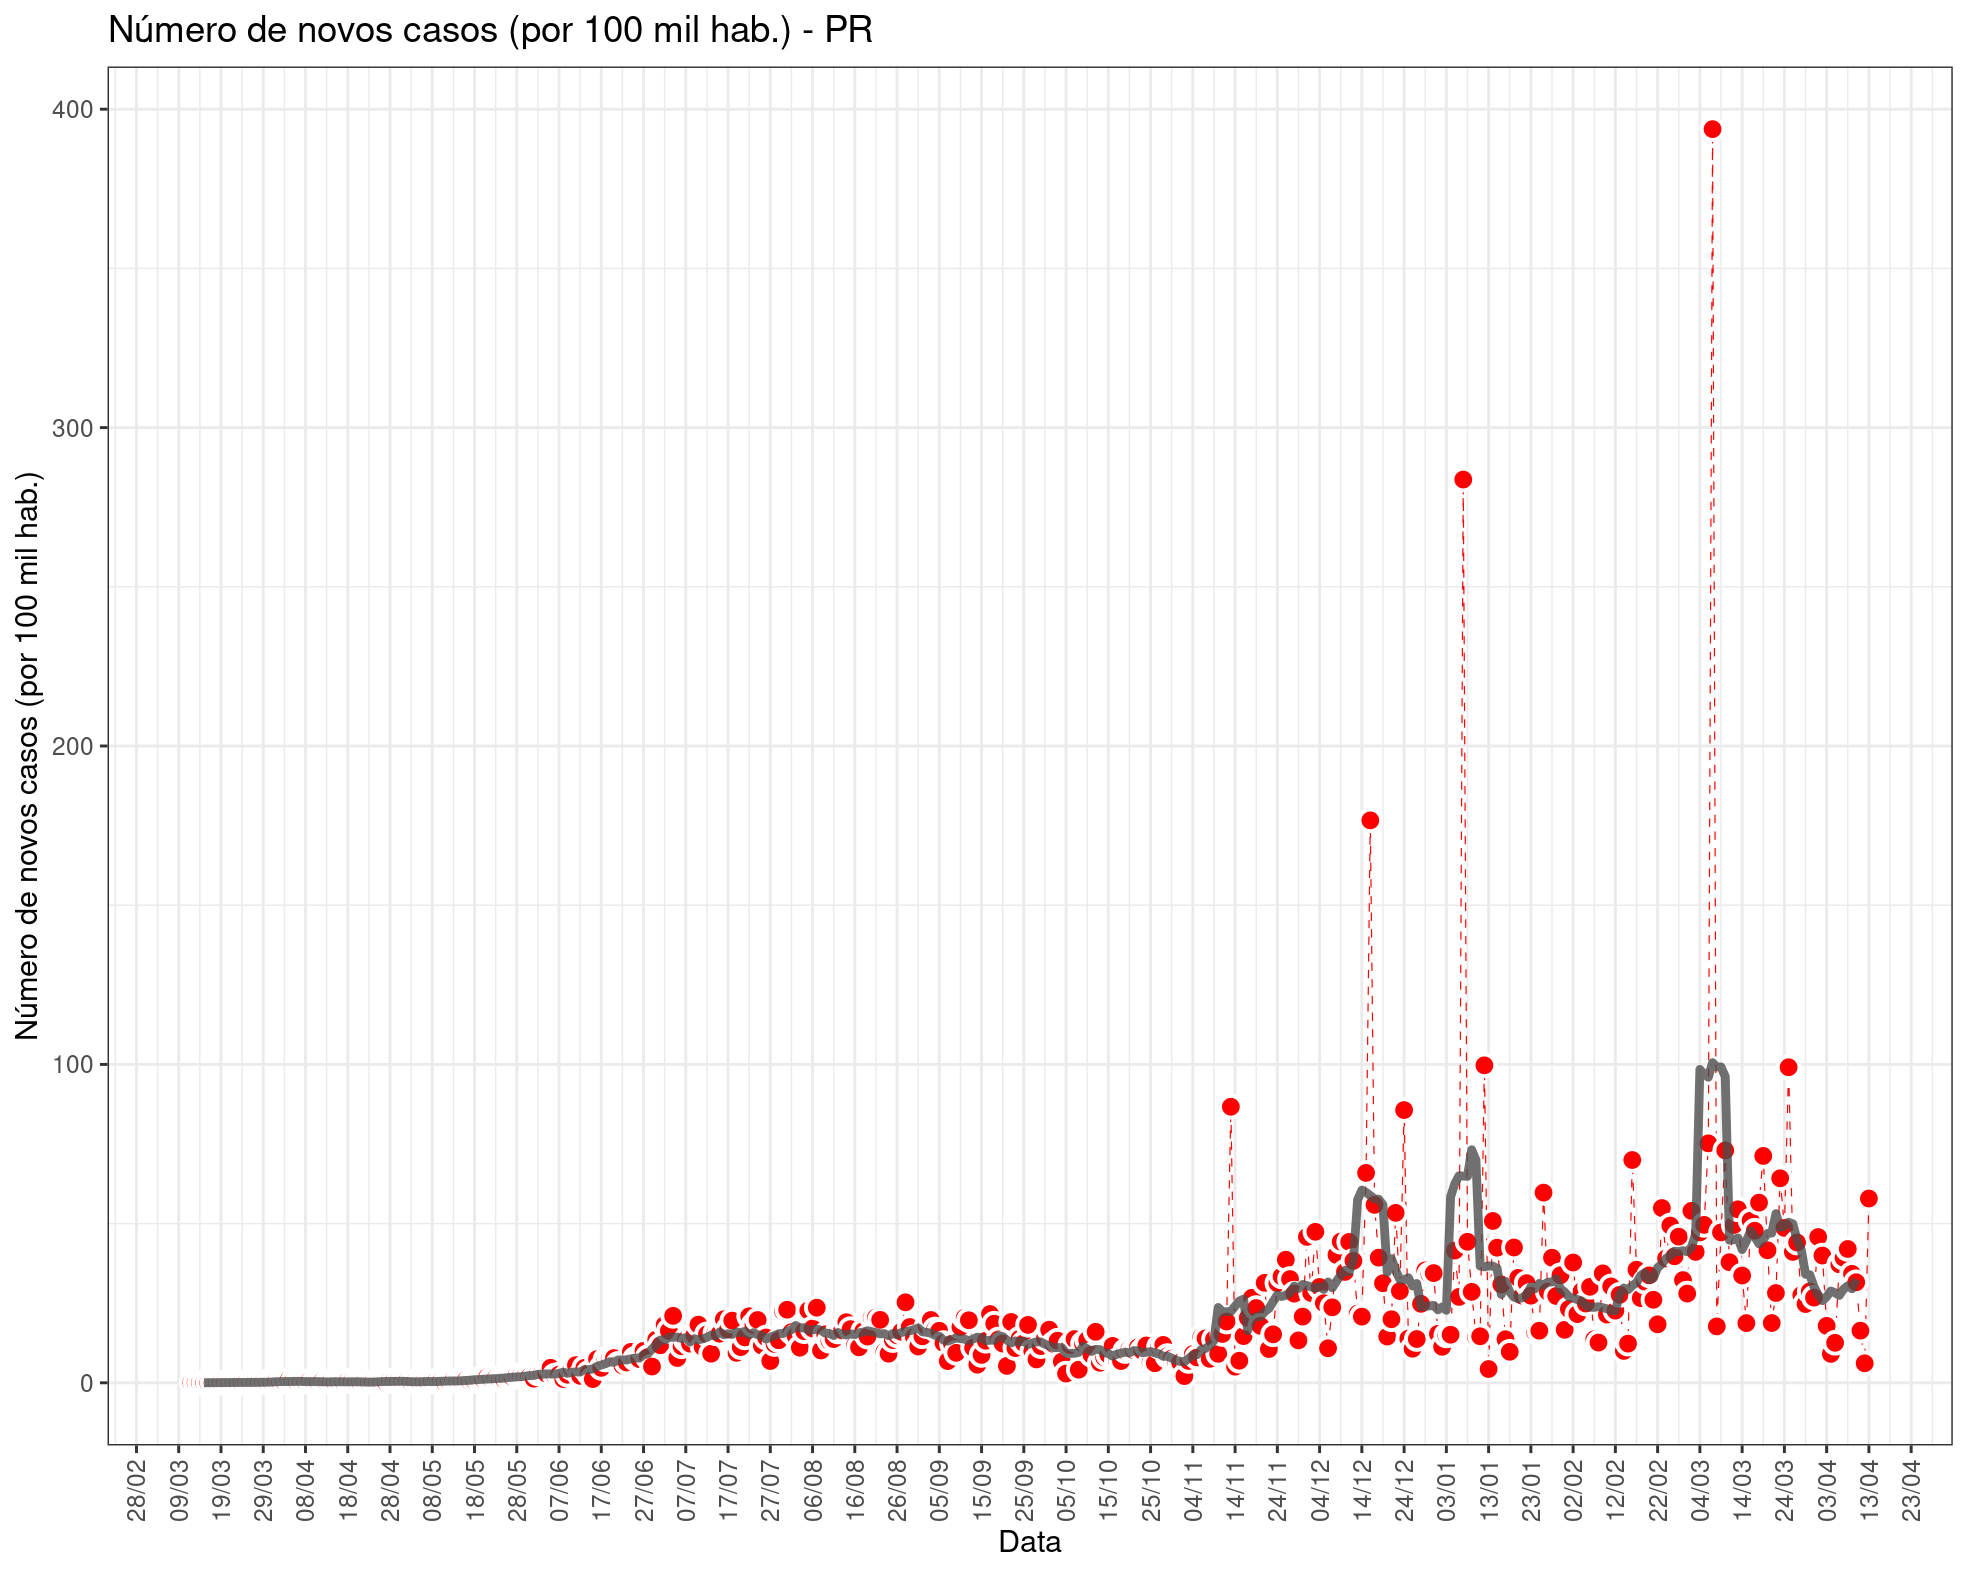 Número de novos casos (por 100 mil hab.) - PR
Número de novos casos (por 100 mil hab.)
400
300
200
100
0
28/02 09/03 19/03 29/03 08/04 18/04 28/04 08/05 18/05 28/05 07/06 17/06 27/06 07/07 17/07 27/07 06/08 16/08 26/08 05/09 15/09 25/09 05/10 15/10 25/10 04/11 14/11 24/11 04/12 14/12 24/12 03/01 13/01 23/01 02/02 12/02 22/02 04/03 14/03 24/03 03/04 13/04 23/04
Data